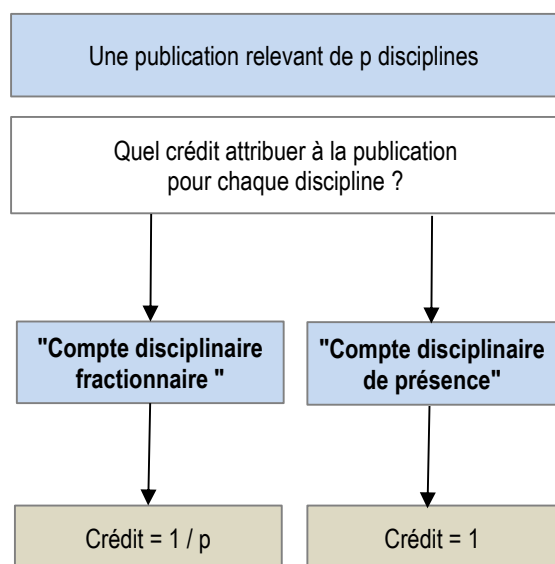 Une publication relevant de p disciplines
Quel crédit attribuer à la publication
pour chaque discipline ?
"Compte disciplinaire
fractionnaire "
"Compte disciplinaire
de présence"
Crédit = 1 / p
Crédit = 1